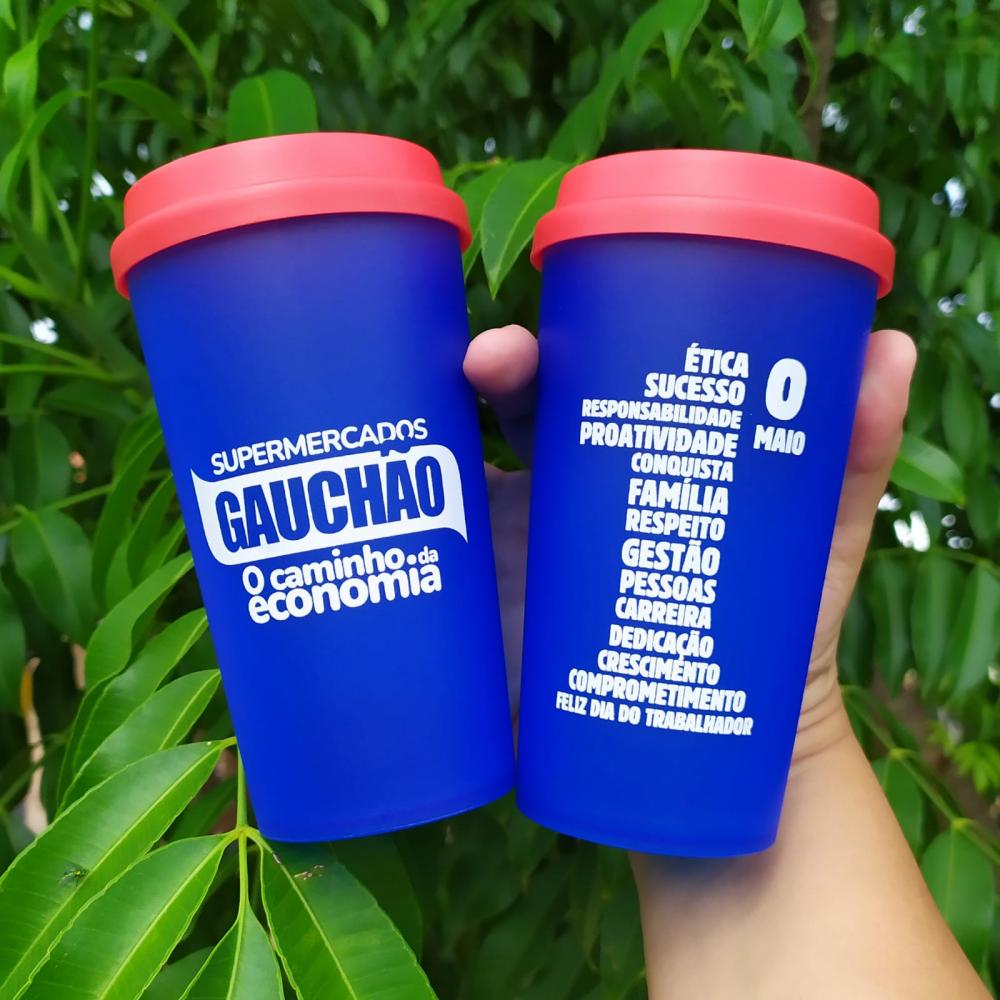 SUPERMERCADOS
GAUCHÃO
O caminho da
economia
ÉTICA
SUCESSO
RESPONSABILIDADE
PROATIVIDADE
CONQUISTA
FAMÍLIA
RESPEITO
GESTÃO
PESSOAS
CARREIRA
DEDICAÇÃO
CRESCIMENTO
COMPROMETIMENTO
FELIZ DIA DO TRABALHADOR
0
MAIO